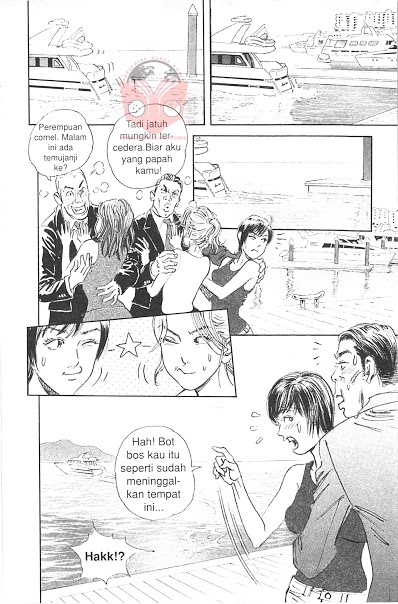 Perempuan
comel. Malam
ini ada
temujanji
ke?
Tadi jatuh
mungkin ter-
cedera.Biar aku
yang papah
kamu!
Hah! Bot
bos kau itu
seperti sudah
meninggal-
kan tempat
ini...
Hakk!?